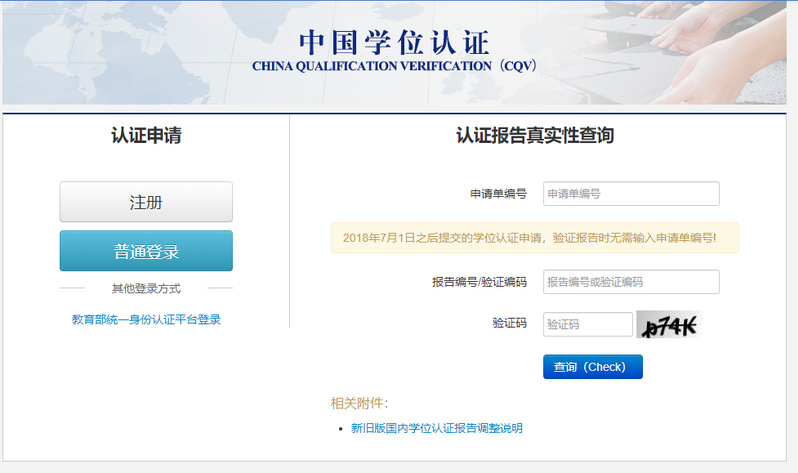 中国学位认证
CHINA QUALIFICATION VERIFICATION（CQV）
认证申请
注册
普通登录
其他登录方式
教育部统一身份认证平台登录
认证报告真实性查询
申请单编号
申请单编号
2018年7月1日之后提交的学位认证申请，验证报告时无需输入申请单编号!
报告编号/验证编码
报告编号或验证编码
验证码
验证码
p74K
查询（Check）
相关附件：
新旧版国内学位认证报告调整说明